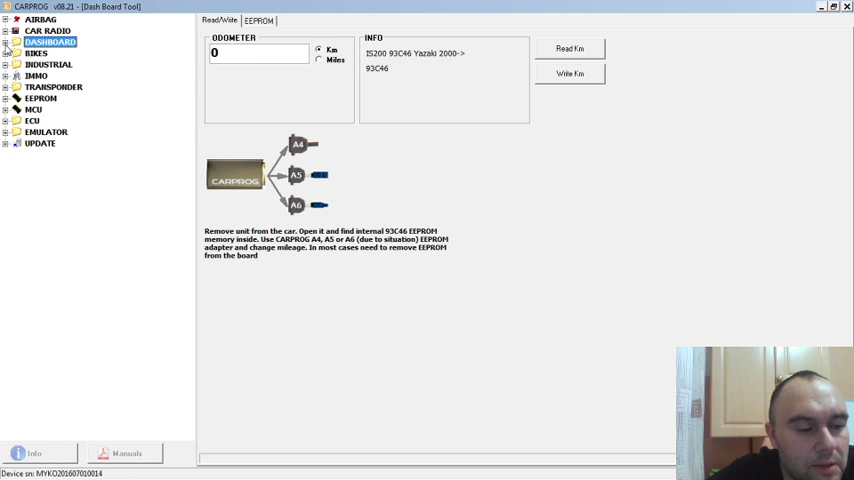 CARPROG v08.21 - [Dash Board Tool]
AIRBAG
CAR RADIO
DASHBOARD
BIKES
INDUSTRIAL
IMMO
TRANSPONDER
EEPROM
MCU
ECU
EMULATOR
UPDATE
Read/Write
EEPROM
ODOMETER
0
Km
Miles
INFO
IS200 93C46 Yazaki 2000->
93C46
Read Km
Write Km
A4
A5
A6
CARPROG
Remove unit from the car. Open it and find internal 93C46 EEPROM
memory inside. Use CARPROG A4, A5 or A6 (due to situation) EEPROM
adapter and change mileage. In most cases need to remove EEPROM
from the board
Info
Manuals
Device sn: MYKO201607010014